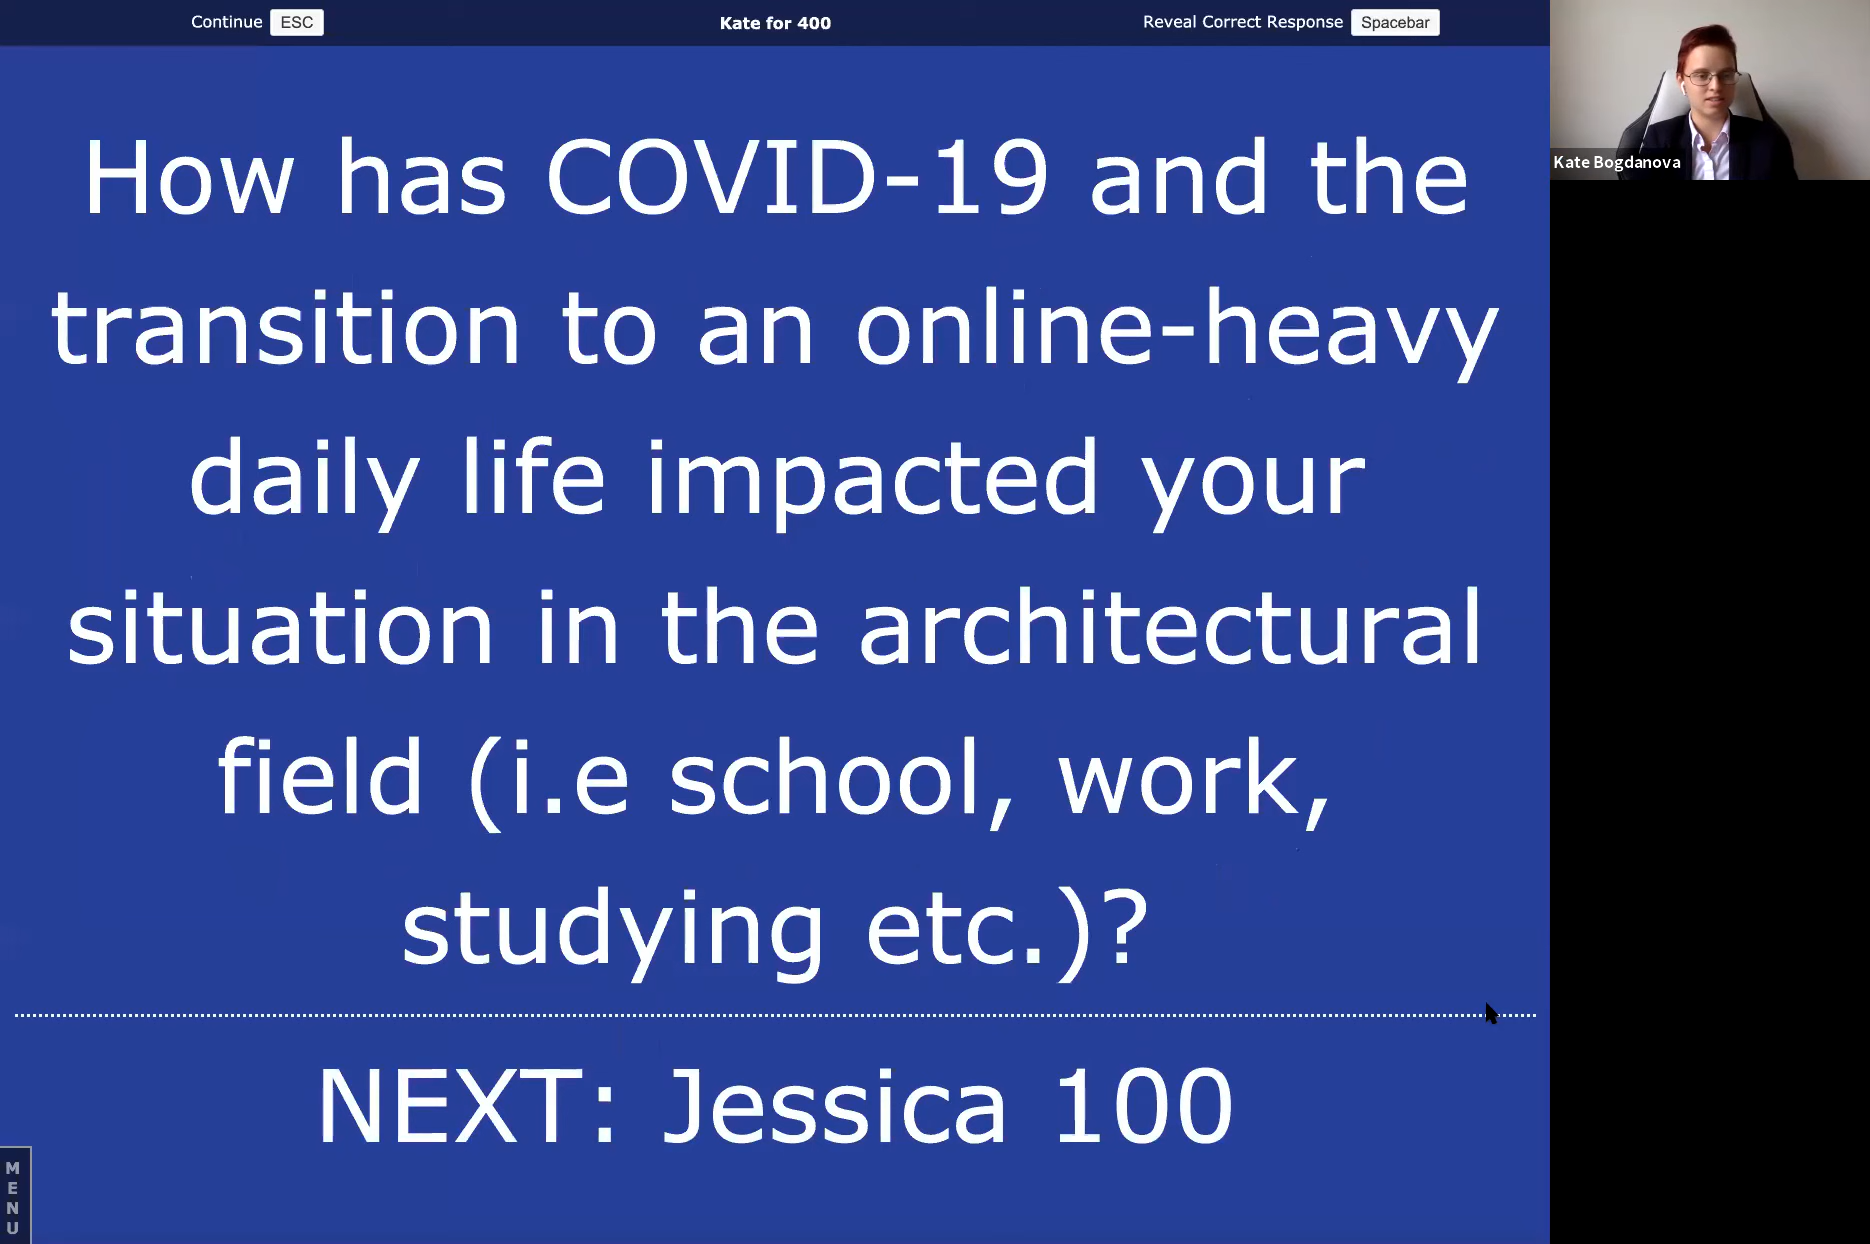 Continue ESC
Kate for 400
Reveal Correct Response Spacebar
How has COVID-19 and the
transition to an online-heavy
daily life impacted your
situation in the architectural
field (i.e school, work,
studying etc.)?
NEXT: Jessica 100
MENU
Kate Bogdanova